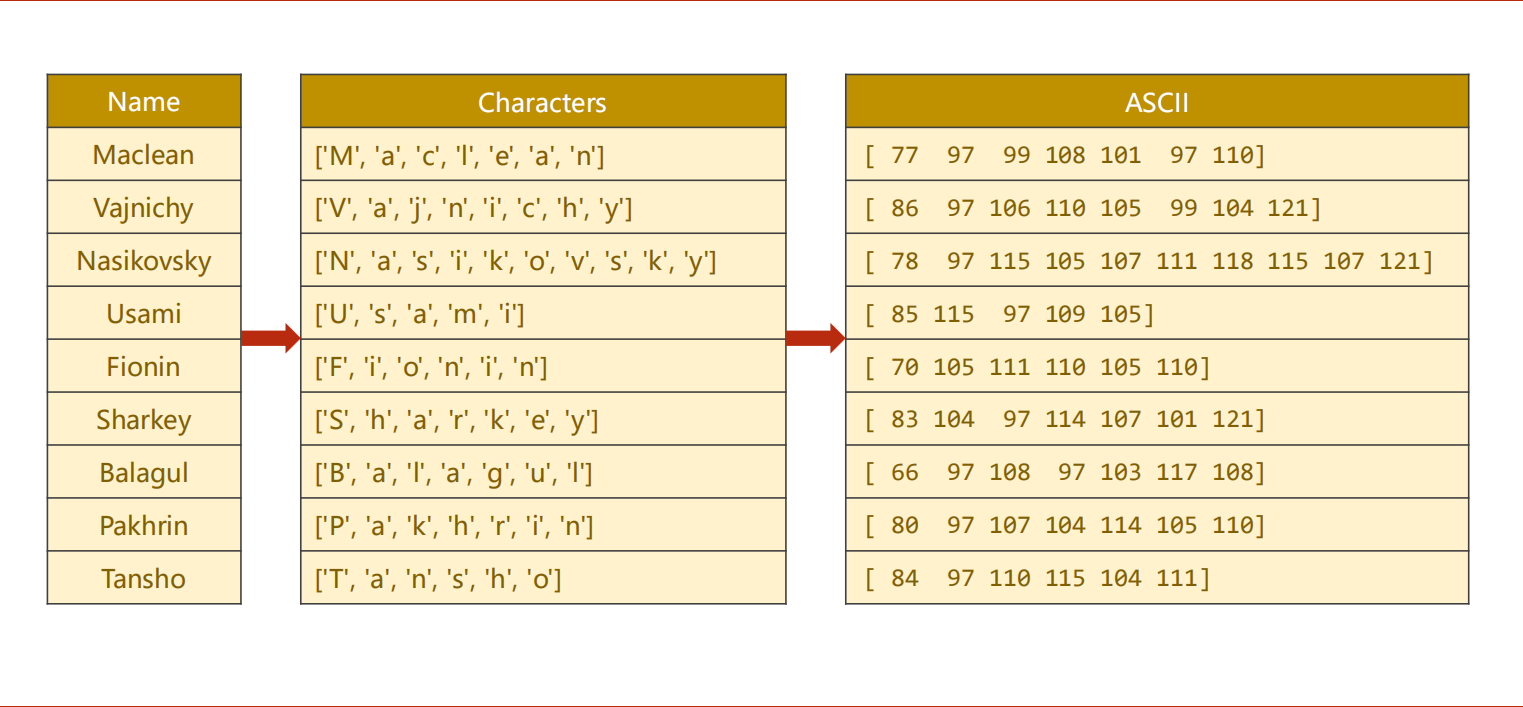 Name Characters ASCII
Maclean ['M', 'a', 'c', 'l', 'e', 'a', 'n'] [ 77  97  99 108 101  97 110]
Vajnichy ['V', 'a', 'j', 'n', 'i', 'c', 'h', 'y'] [ 86  97 106 110 105  99 104 121]
Nasikovsky ['N', 'a', 's', 'i', 'k', 'o', 'v', 's', 'k', 'y'] [ 78  97 115 105 107 111 118 115 107 121]
Usami ['U', 's', 'a', 'm', 'i'] [ 85 115  97 109 105]
Fionin ['F', 'i', 'o', 'n', 'i', 'n'] [ 70 105 111 110 105 110]
Sharkey ['S', 'h', 'a', 'r', 'k', 'e', 'y'] [ 83 104  97 114 107 101 121]
Balagul ['B', 'a', 'l', 'a', 'g', 'u', 'l'] [ 66  97 108  97 103 117 108]
Pakhrin ['P', 'a', 'k', 'h', 'r', 'i', 'n'] [ 80  97 107 104 114 105 110]
Tansho ['T', 'a', 'n', 's', 'h', 'o'] [ 84  97 110 115 104 111]